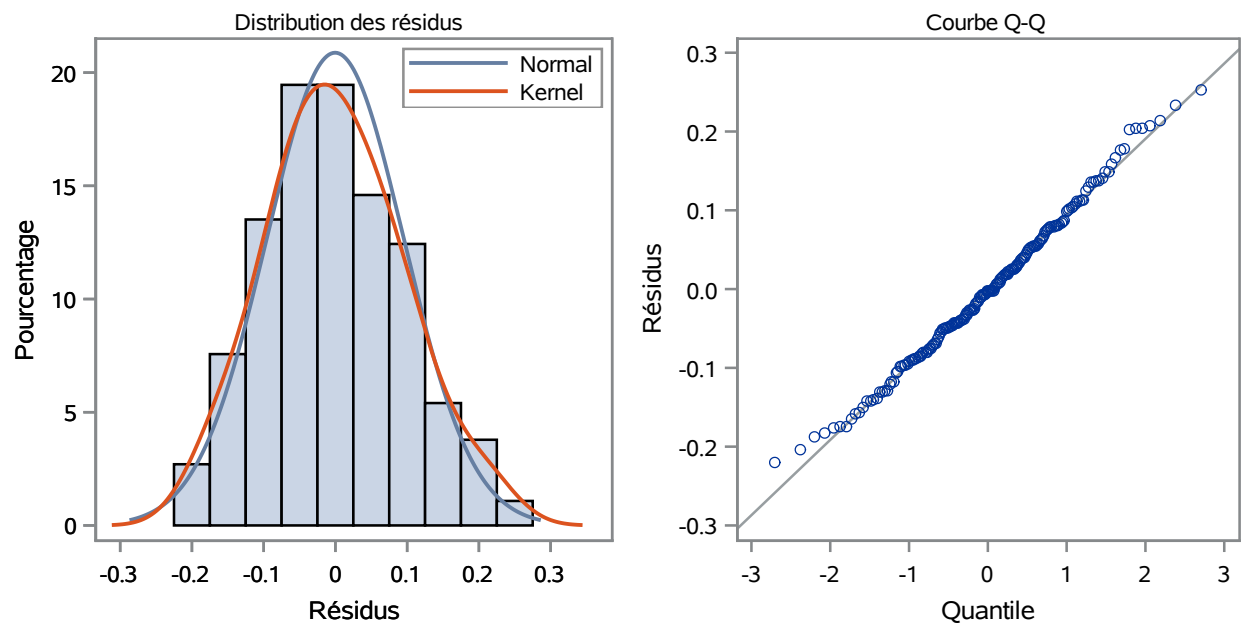 Distribution des résidus
Normal
Kernel
Pourcentage
20
15
10
5
0
-0.3 -0.2 -0.1 0 0.1 0.2 0.3
Résidus
Courbe Q-Q
Résidus
0.3
0.2
0.1
0.0
-0.1
-0.2
-0.3
-3 -2 -1 0 1 2 3
Quantile